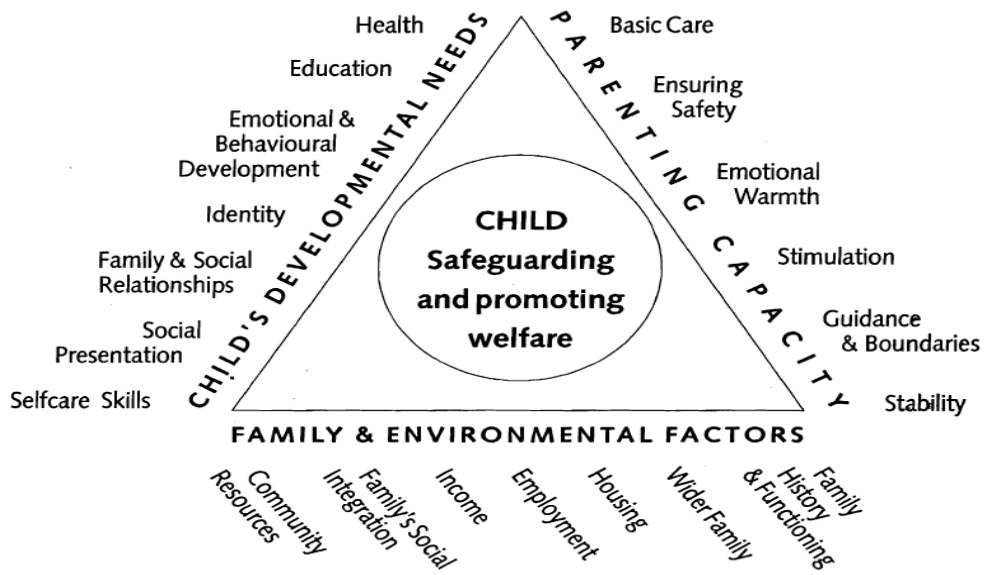 Health
Education
Emotional &
Behavioural
Development
Identity
Family & Social
Relationships
Social
Presentation
Selfcare Skills
CHILD'S DEVELOPMENTAL NEEDS
PARENTING CAPACITY
Basic Care
Ensuring
Safety
Emotional
Warmth
Stimulation
Guidance
& Boundaries
Stability
CHILD
Safeguarding
and promoting
welfare
FAMILY & ENVIRONMENTAL FACTORS
Community
Resources
Family's Social
Integration
Income
Employment
Housing
Wider Family
Family
History
& Functioning